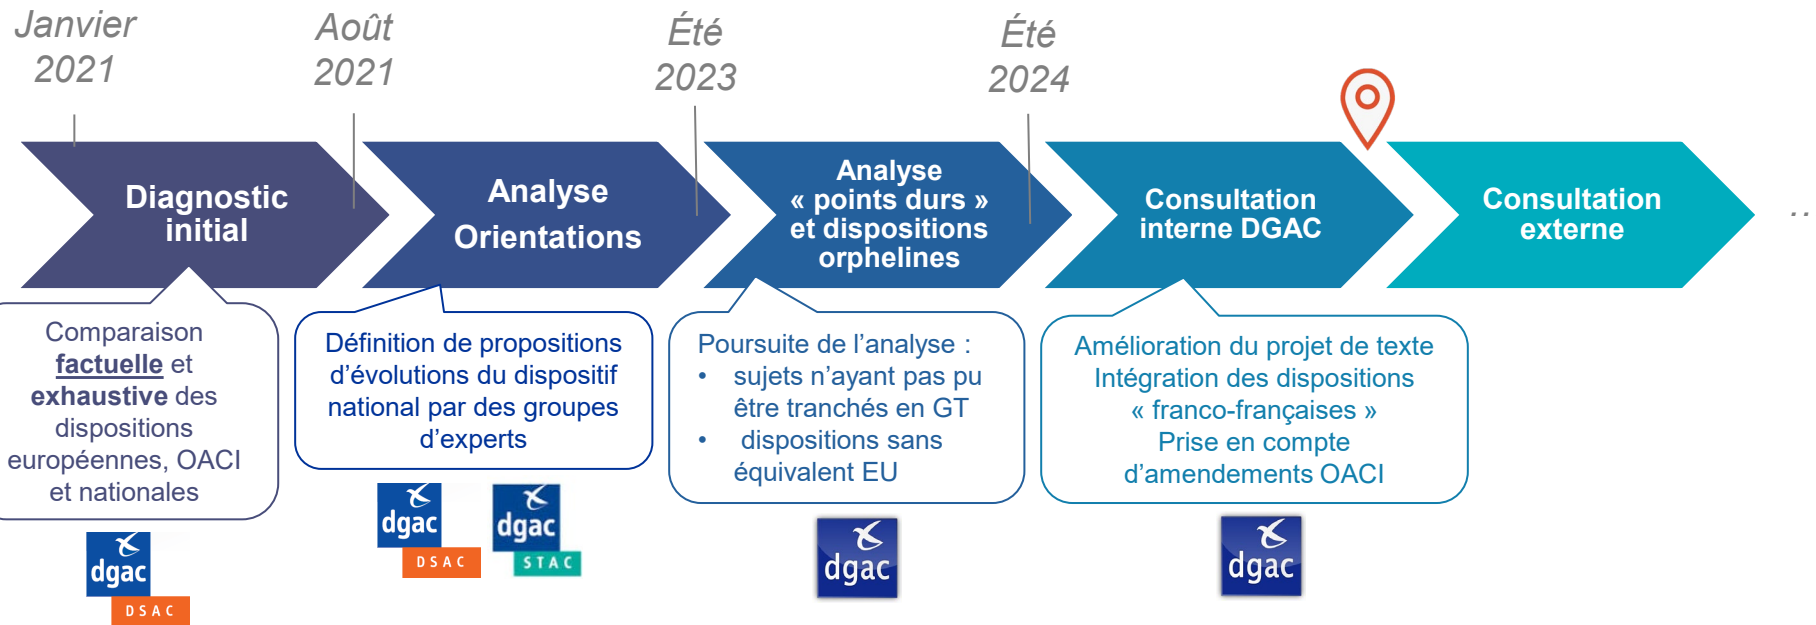 Janvier
2021
Août
2021
Été
2023
Été
2024
Diagnostic
initial
Analyse
Orientations
Analyse
« points durs »
et dispositions
orphelines
Consultation
interne DGAC
Consultation
externe
..
Comparaison
factuelle et
exhaustive des
dispositions
européennes, OACI
et nationales
Définition de propositions
d’évolutions du dispositif
national par des groupes
d’experts
Poursuite de l’analyse :
• sujets n’ayant pas pu
être tranchés en GT
• dispositions sans
équivalent EU
Amélioration du projet de texte
Intégration des dispositions
« franco-françaises »
Prise en compte
d’amendements OACI
dgac
DSAC
dgac
DSAC
dgac
STAC
dgac
dgac